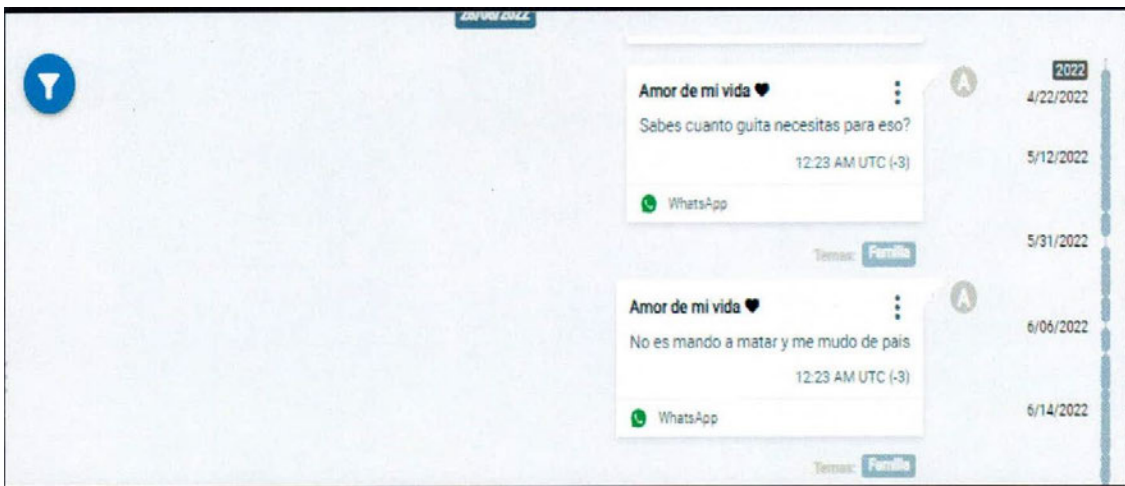 Amor de mi vida 🖤
Sabes cuanto guita necesitas para eso?
12:23 AM UTC (-3)
WhatsApp
Temas: Familia
Amor de mi vida 🖤
No es mando a matar y me mudo de pais
12:23 AM UTC (-3)
WhatsApp
Temas: Familia
A
A
2022
4/22/2022
5/12/2022
5/31/2022
6/06/2022
6/14/2022